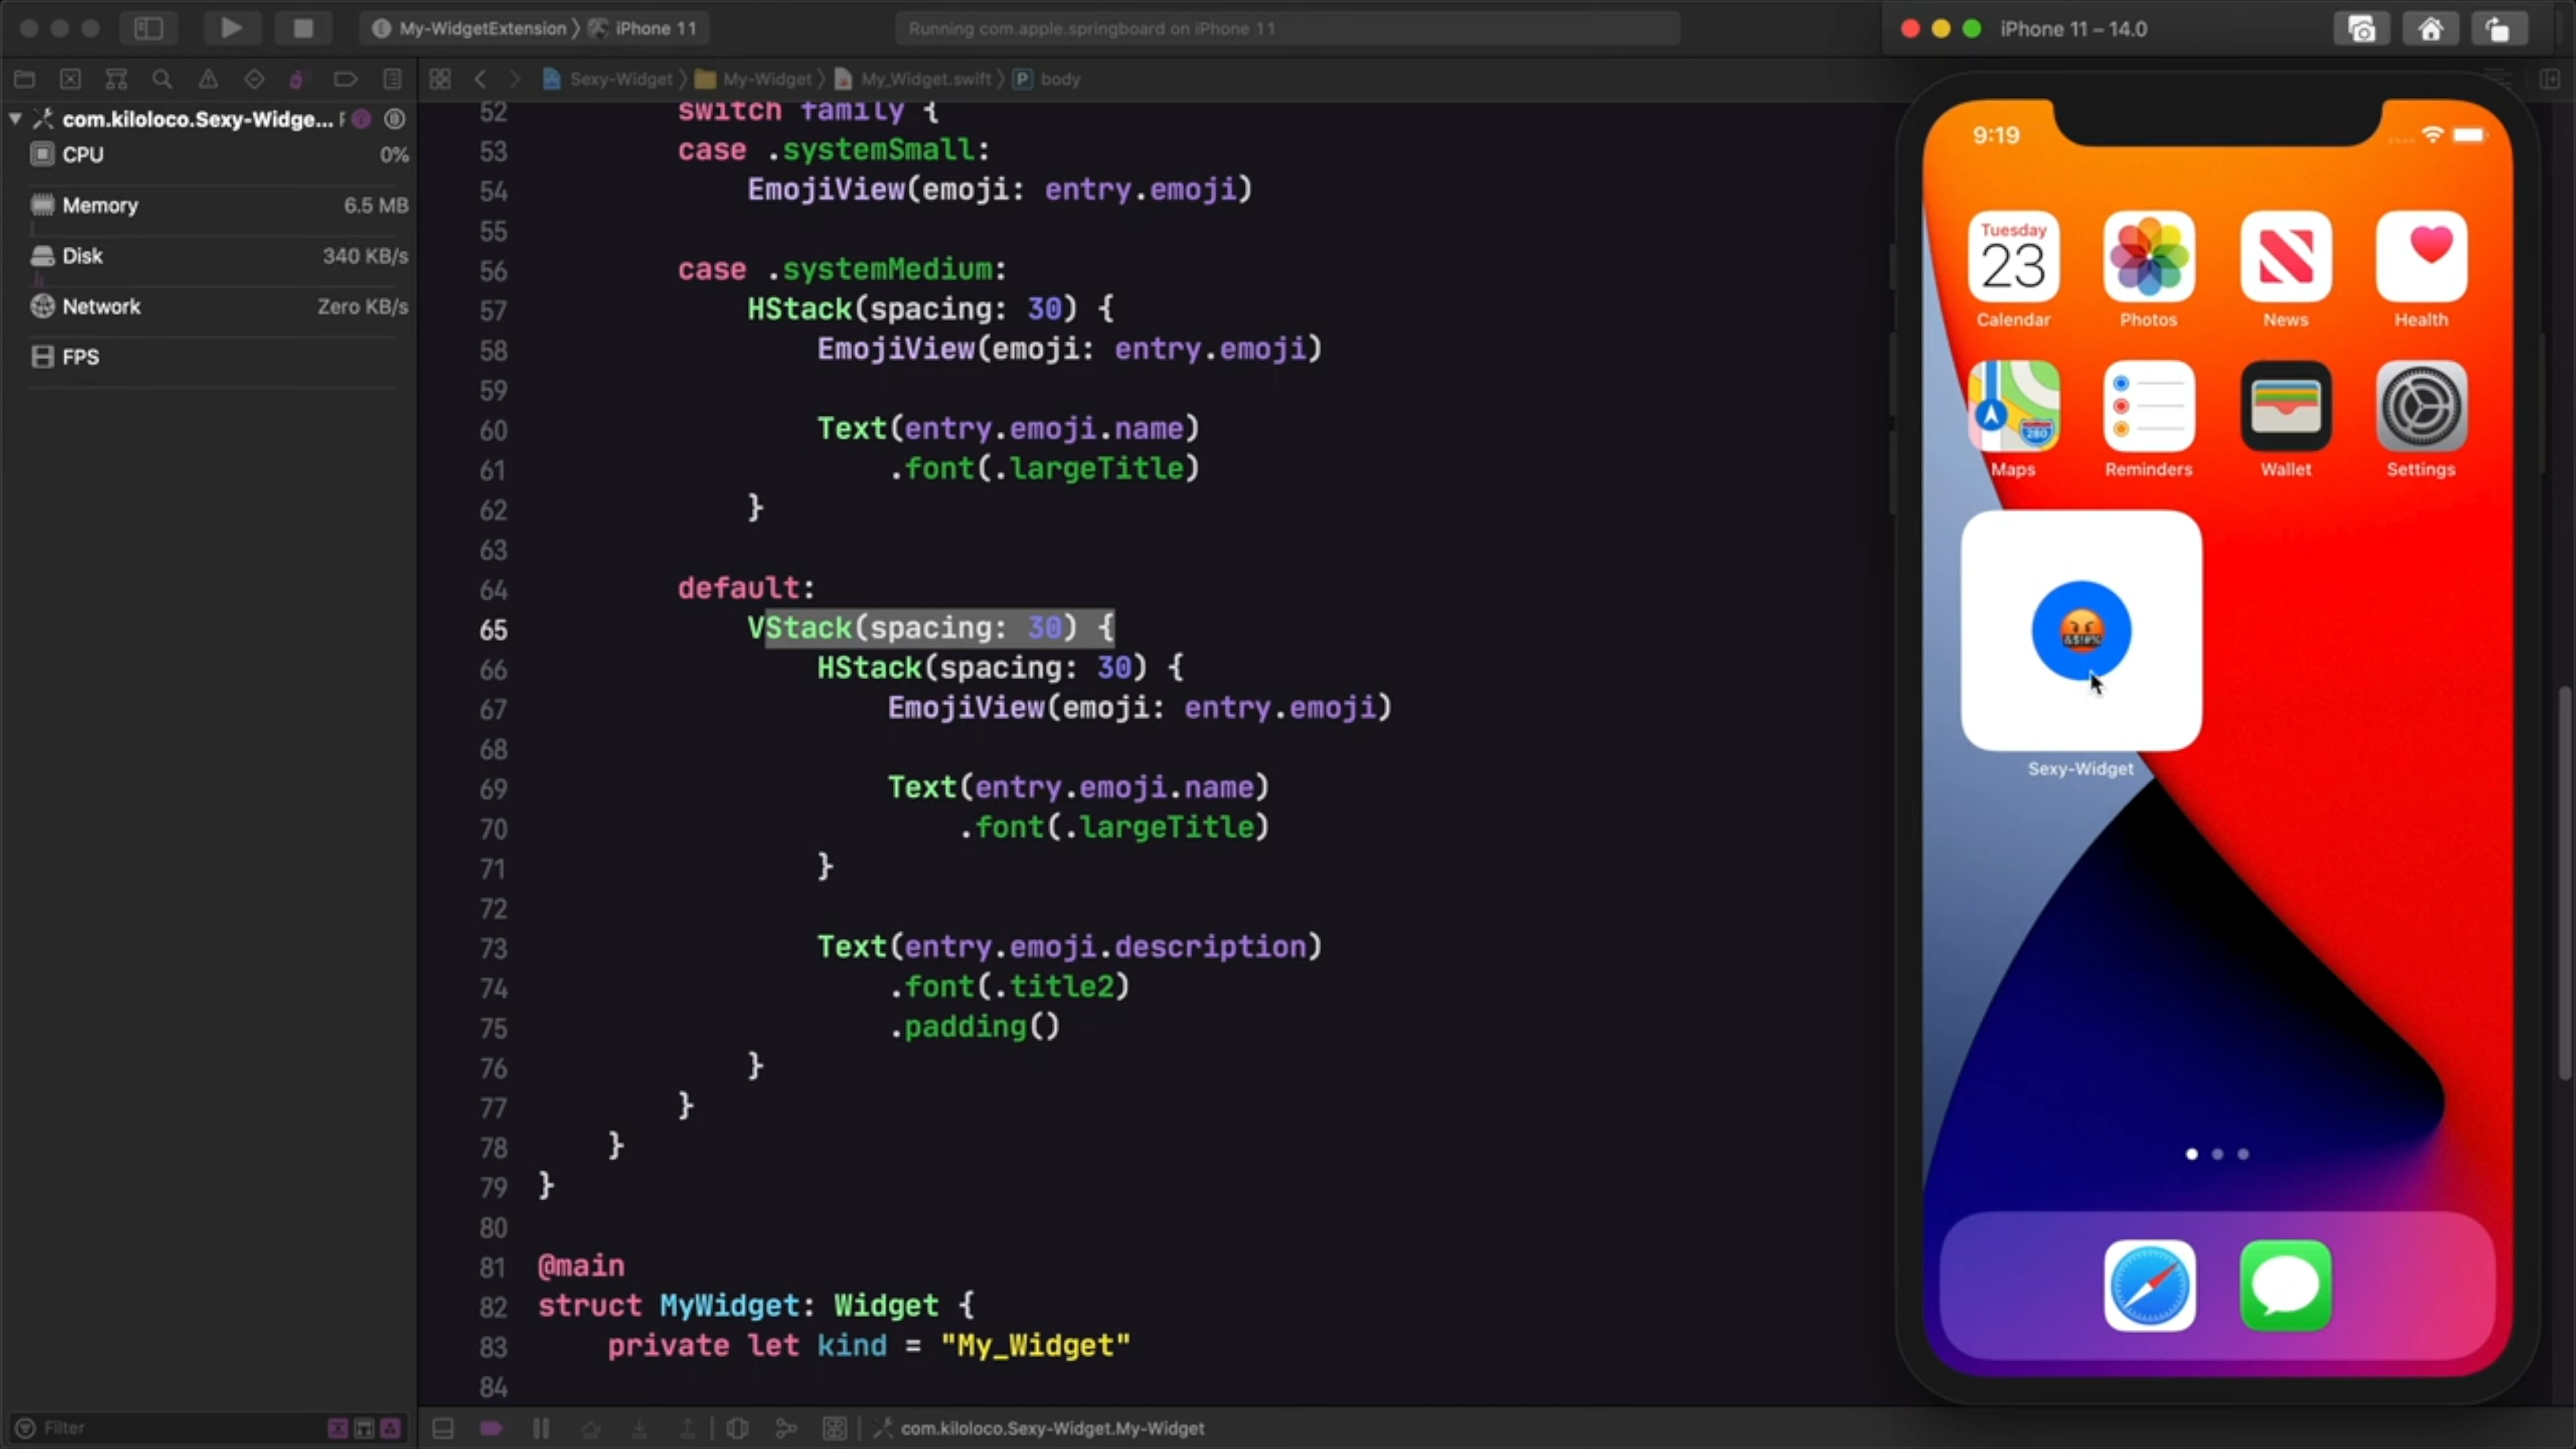 My-WidgetExtension 〉 iPhone 11
Running com.apple.springboard on iPhone 11
iPhone 11 – 14.0
Sexy-Widget 〉 My-Widget 〉 My_Widget.swift 〉 P body
com.kiloloco.Sexy-Widge...
CPU 0%
Memory 6.5 MB
Disk 340 KB/s
Network Zero KB/s
FPS
52 switch family {
53 case .systemSmall:
54 EmojiView(emoji: entry.emoji)
55
56 case .systemMedium:
57 HStack(spacing: 30) {
58 EmojiView(emoji: entry.emoji)
59
60 Text(entry.emoji.name)
61 .font(.largeTitle)
62 }
63
64 default:
65 VStack(spacing: 30) {
66 HStack(spacing: 30) {
67 EmojiView(emoji: entry.emoji)
68
69 Text(entry.emoji.name)
70 .font(.largeTitle)
71 }
72
73 Text(entry.emoji.description)
74 .font(.title2)
75 .padding()
76 }
77 }
78 }
79 }
80
81 @main
82 struct MyWidget: Widget {
83 private let kind = "My_Widget"
84
Filter
com.kiloloco.Sexy-Widget.My-Widget
9:19
Tuesday
23
Calendar Photos News Health
280
Maps Reminders Wallet Settings
&$!#%
Sexy-Widget